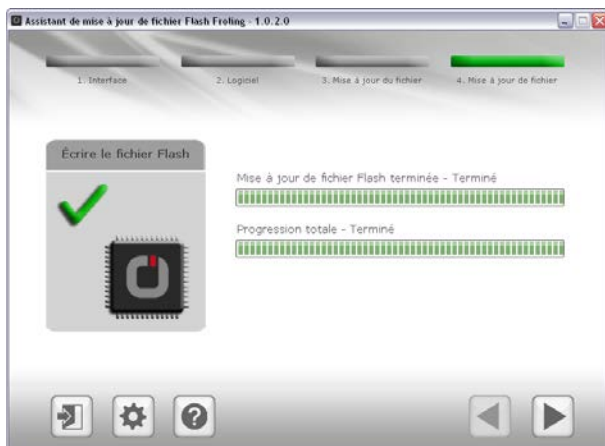 Assistant de mise à jour de fichier Flash Froling - 1.0.2.0
1. Interface
2. Logiciel
3. Mise à jour du fichier
4. Mise à jour de fichier
Écrire le fichier Flash
Mise à jour de fichier Flash terminée - Terminé
Progression totale - Terminé